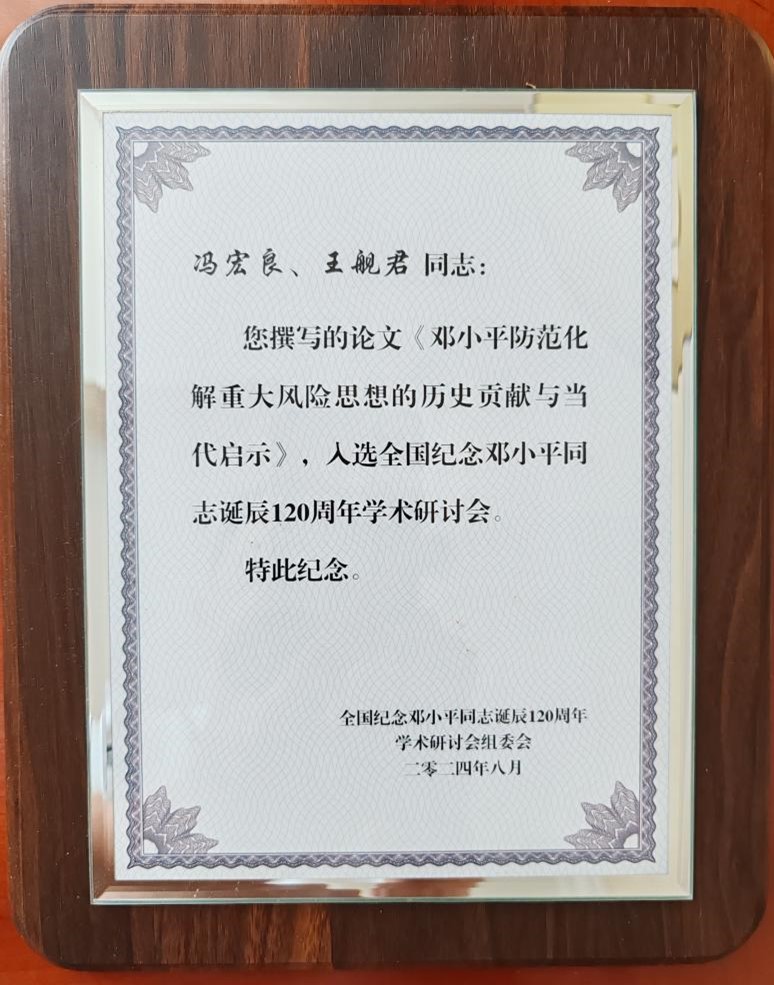 冯宏良、王舰君 同志：
您撰写的论文《邓小平防范化
解重大风险思想的历史贡献与当
代启示》，入选全国纪念邓小平同
志诞辰120周年学术研讨会。
特此纪念。
全国纪念邓小平同志诞辰120周年
学术研讨会组委会
二零二四年八月